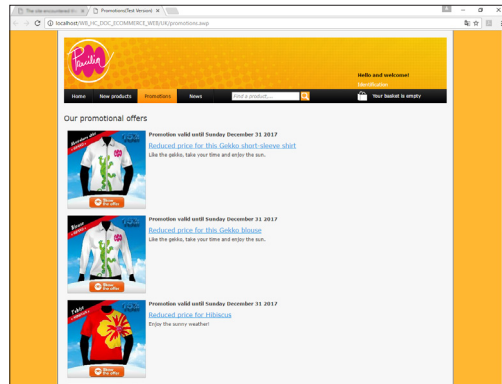 The site encountered
Promotions(Test Version)
localhost/WB_HC_DOC_ECOMMERCE_WEB/UK/promotions.awp
Hello and welcome!
Identification
Home
New products
Promotions
News
Find a product,...
Your basket is empty
Our promotional offers
Promotion valid until Sunday December 31 2017
Reduced price for this Gekko short-sleeve shirt
Like the gekko, take your time and enjoy the sun.
Show the offer
Promotion valid until Sunday December 31 2017
Blouse
Reduced price for this Gekko blouse
Like the gekko, take your time and enjoy the sun.
Show the offer
Promotion valid until Sunday December 31 2017
T-shirt
Reduced price for Hibiscus
Enjoy the sunny weather!
Show the offer